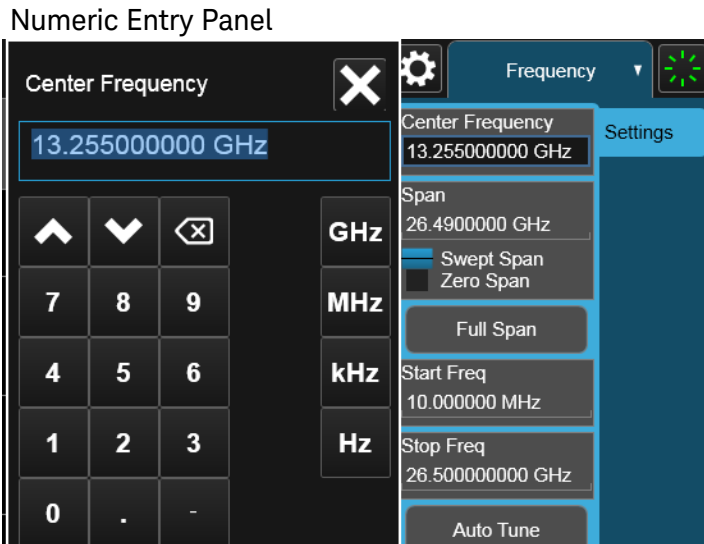 Numeric Entry Panel
Center Frequency
13.255000000 GHz
GHz
7 8 9 MHz
4 5 6 kHz
1 2 3 Hz
0 . -
Frequency
Settings
Center Frequency
13.255000000 GHz
Span
26.4900000 GHz
Swept Span
Zero Span
Full Span
Start Freq
10.000000 MHz
Stop Freq
26.500000000 GHz
Auto Tune